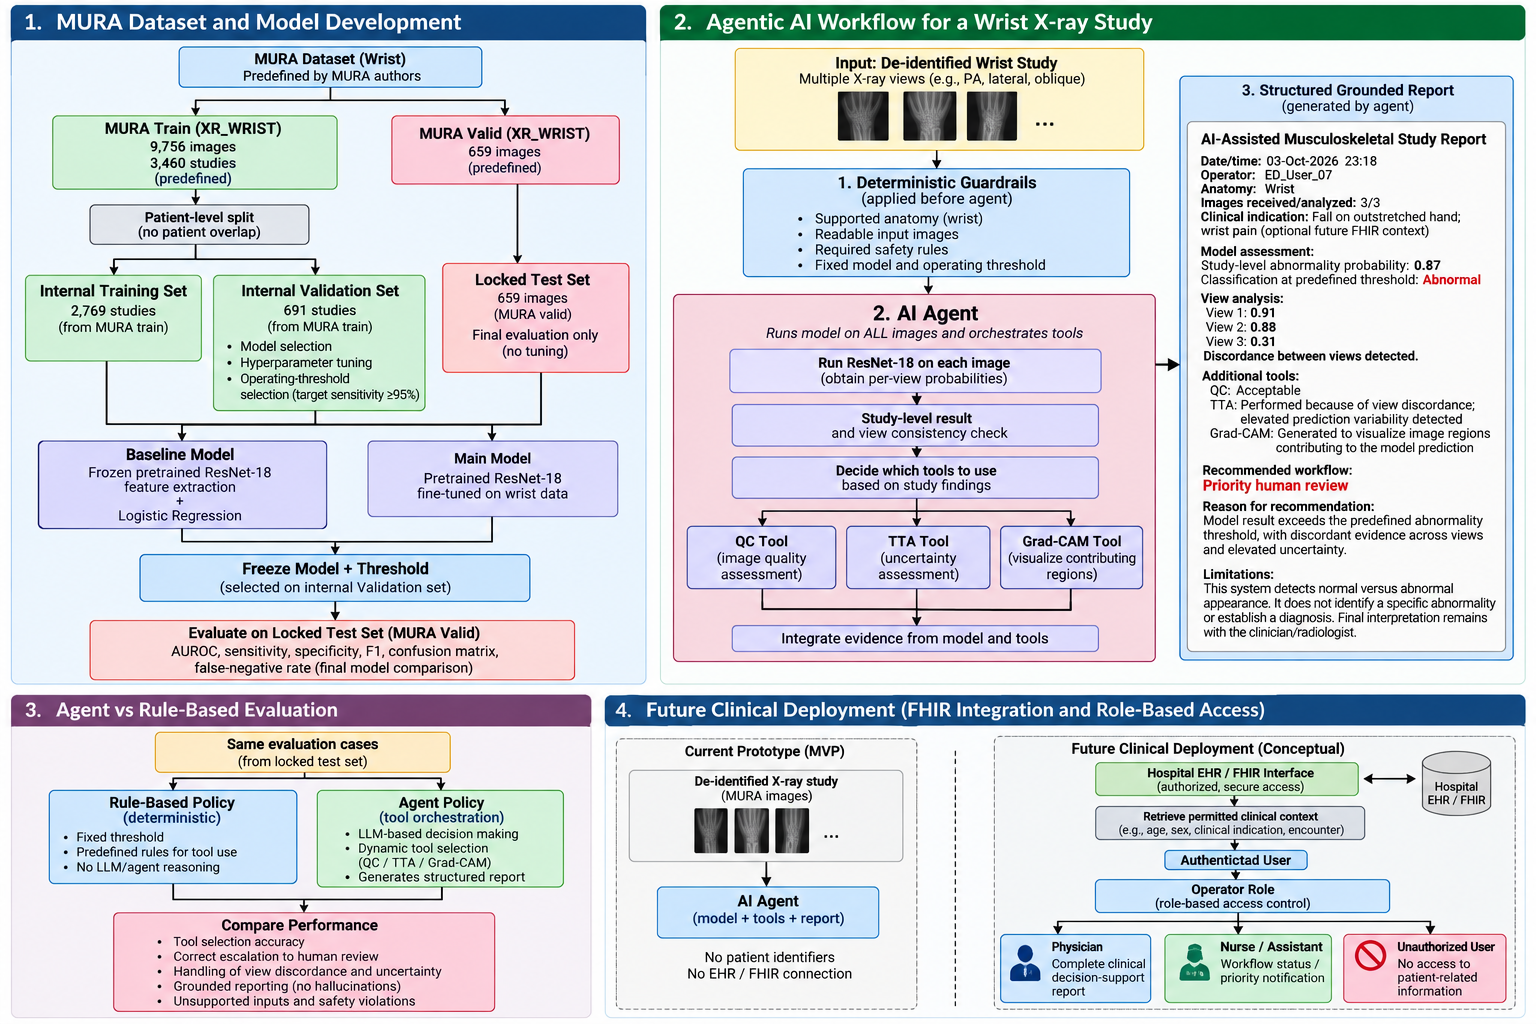 1. MURA Dataset and Model Development
MURA Dataset (Wrist)
Predefined by MURA authors
MURA Train (XR_WRIST)
9,756 images
3,460 studies
(predefined)
MURA Valid (XR_WRIST)
659 images
(predefined)
Patient-level split
(no patient overlap)
Internal Training Set
2,769 studies
(from MURA train)
Internal Validation Set
691 studies
(from MURA train)
• Model selection
• Hyperparameter tuning
• Operating-threshold
selection (target sensitivity ≥95%)
Locked Test Set
659 images
(MURA valid)
Final evaluation only
(no tuning)
Baseline Model
Frozen pretrained ResNet-18
feature extraction
+
Logistic Regression
Main Model
Pretrained ResNet-18
fine-tuned on wrist data
Freeze Model + Threshold
(selected on internal Validation set)
Evaluate on Locked Test Set (MURA Valid)
AUROC, sensitivity, specificity, F1, confusion matrix,
false-negative rate (final model comparison)
2. Agentic AI Workflow for a Wrist X-ray Study
Input: De-identified Wrist Study
Multiple X-ray views (e.g., PA, lateral, oblique)
...
1. Deterministic Guardrails
(applied before agent)
• Supported anatomy (wrist)
• Readable input images
• Required safety rules
• Fixed model and operating threshold
2. AI Agent
Runs model on ALL images and orchestrates tools
Run ResNet-18 on each image
(obtain per-view probabilities)
Study-level result
and view consistency check
Decide which tools to use
based on study findings
QC Tool
(image quality
assessment)
TTA Tool
(uncertainty
assessment)
Grad-CAM Tool
(visualize contributing
regions)
Integrate evidence from model and tools
3. Structured Grounded Report
(generated by agent)
AI-Assisted Musculoskeletal Study Report
Date/time: 03-Oct-2026 23:18
Operator: ED_User_07
Anatomy: Wrist
Images received/analyzed: 3/3
Clinical indication: Fall on outstretched hand;
wrist pain (optional future FHIR context)
Model assessment:
Study-level abnormality probability: 0.87
Classification at predefined threshold: Abnormal
View analysis:
View 1: 0.91
View 2: 0.88
View 3: 0.31
Discordance between views detected.
Additional tools:
QC: Acceptable
TTA: Performed because of view discordance;
elevated prediction variability detected
Grad-CAM: Generated to visualize image regions
contributing to the model prediction
Recommended workflow:
Priority human review
Reason for recommendation:
Model result exceeds the predefined abnormality
threshold, with discordant evidence across views
and elevated uncertainty.
Limitations:
This system detects normal versus abnormal
appearance. It does not identify a specific abnormality
or establish a diagnosis. Final interpretation remains
with the clinician/radiologist.
3. Agent vs Rule-Based Evaluation
Same evaluation cases
(from locked test set)
Rule-Based Policy
(deterministic)
• Fixed threshold
• Predefined rules for tool use
• No LLM/agent reasoning
Agent Policy
(tool orchestration)
• LLM-based decision making
• Dynamic tool selection
(QC / TTA / Grad-CAM)
• Generates structured report
Compare Performance
• Tool selection accuracy
• Correct escalation to human review
• Handling of view discordance and uncertainty
• Grounded reporting (no hallucinations)
• Unsupported inputs and safety violations
4. Future Clinical Deployment (FHIR Integration and Role-Based Access)
Current Prototype (MVP)
De-identified X-ray study
(MURA images)
...
AI Agent
(model + tools + report)
No patient identifiers
No EHR / FHIR connection
Future Clinical Deployment (Conceptual)
Hospital EHR / FHIR Interface
(authorized, secure access)
Hospital
EHR / FHIR
Retrieve permitted clinical context
(e.g., age, sex, clinical indication, encounter)
Authentictad User
Operator Role
(role-based access control)
Physician
Complete clinical
decision-support
report
Nurse / Assistant
Workflow status /
priority notification
Unauthorized User
No access to
patient-related
information